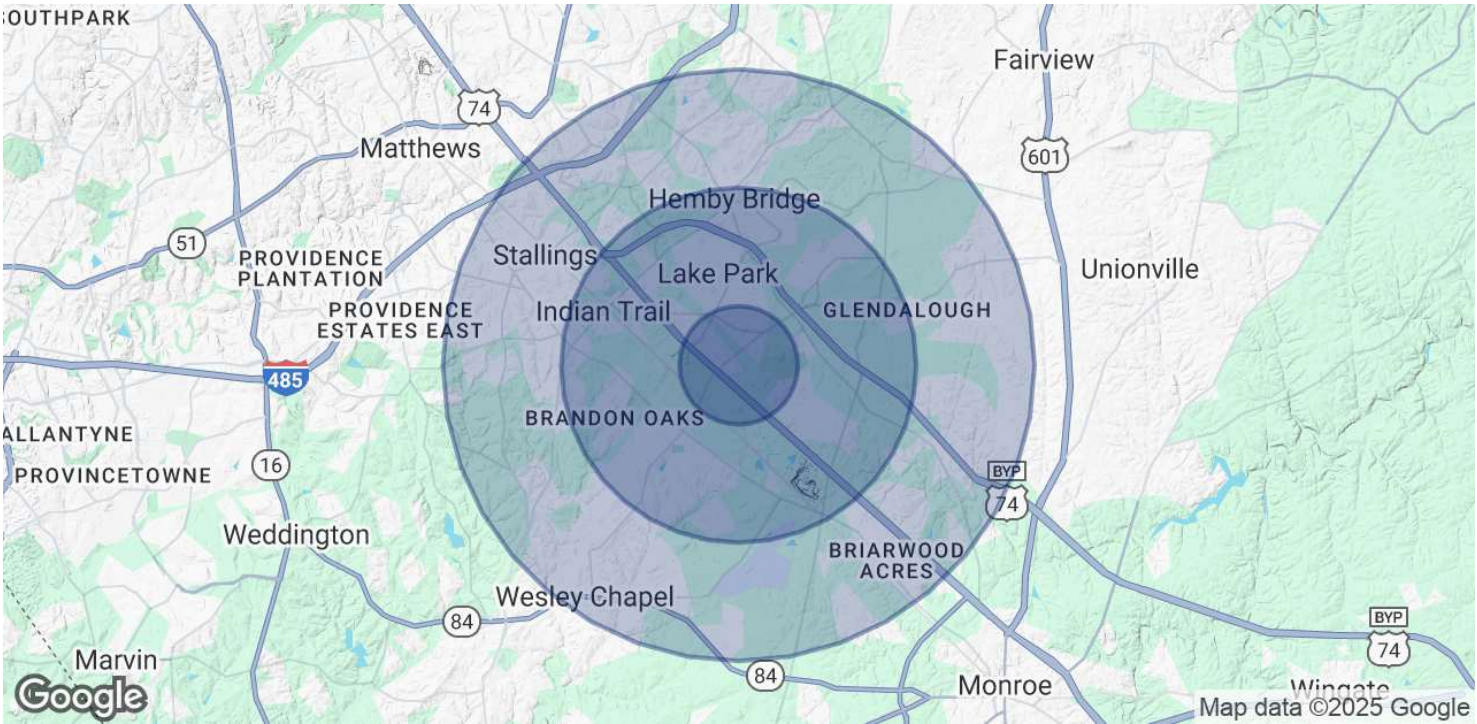 SOUTHPARK
Fairview
74
Matthews
601
Hemby Bridge
51
Stallings
PROVIDENCE
PLANTATION
Lake Park
Unionville
PROVIDENCE
ESTATES EAST
Indian Trail
GLENDALOUGH
485
BRANDON OAKS
ALLANTYNE
16
PROVINCETOWNE
BYP
74
Weddington
BRIARWOOD
ACRES
Wesley Chapel
84
BYP
74
Marvin
84
Monroe
Wingate
Google
Map data ©2025 Google